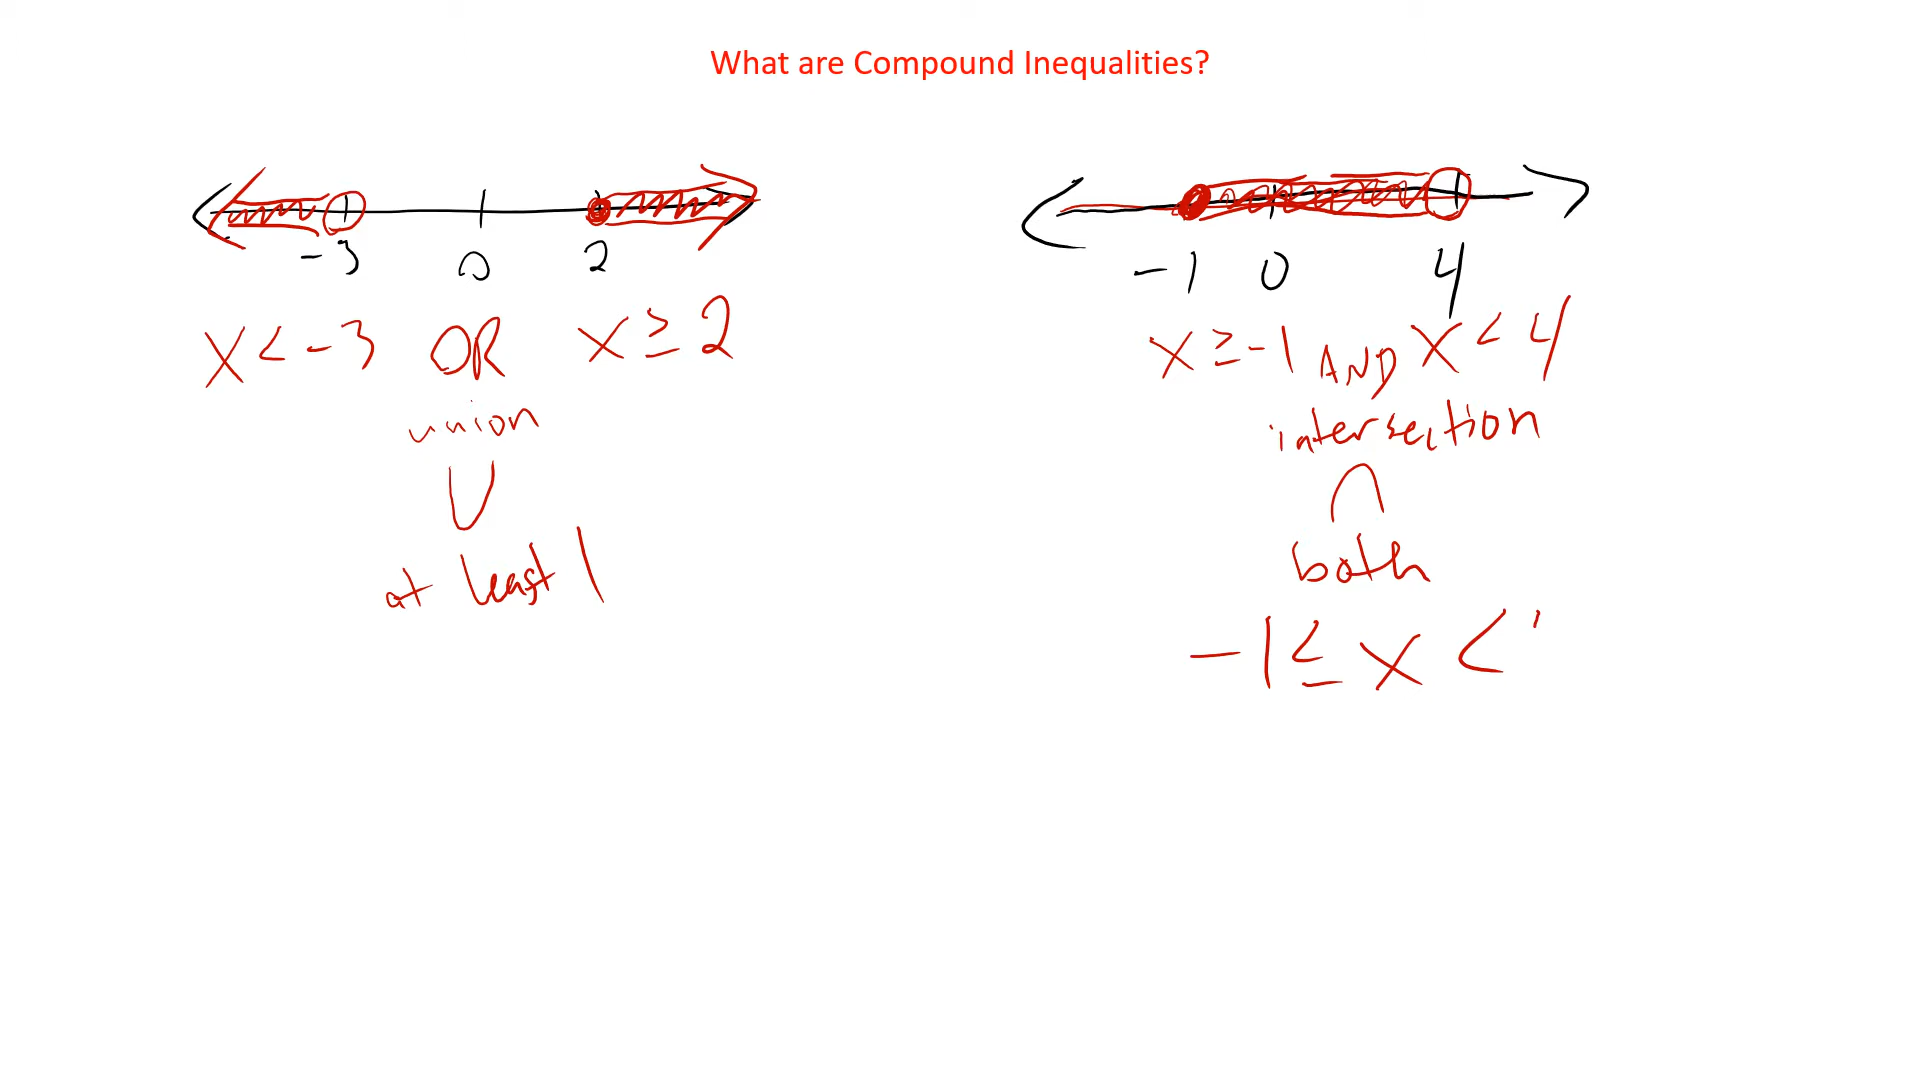 What are Compound Inequalities?
-3 0 2
x < -3 OR x ≥ 2
union
∪
at least 1
-1 0 4
x ≥ -1 AND x < 4
intersection
∩
both
-1 ≤ x <